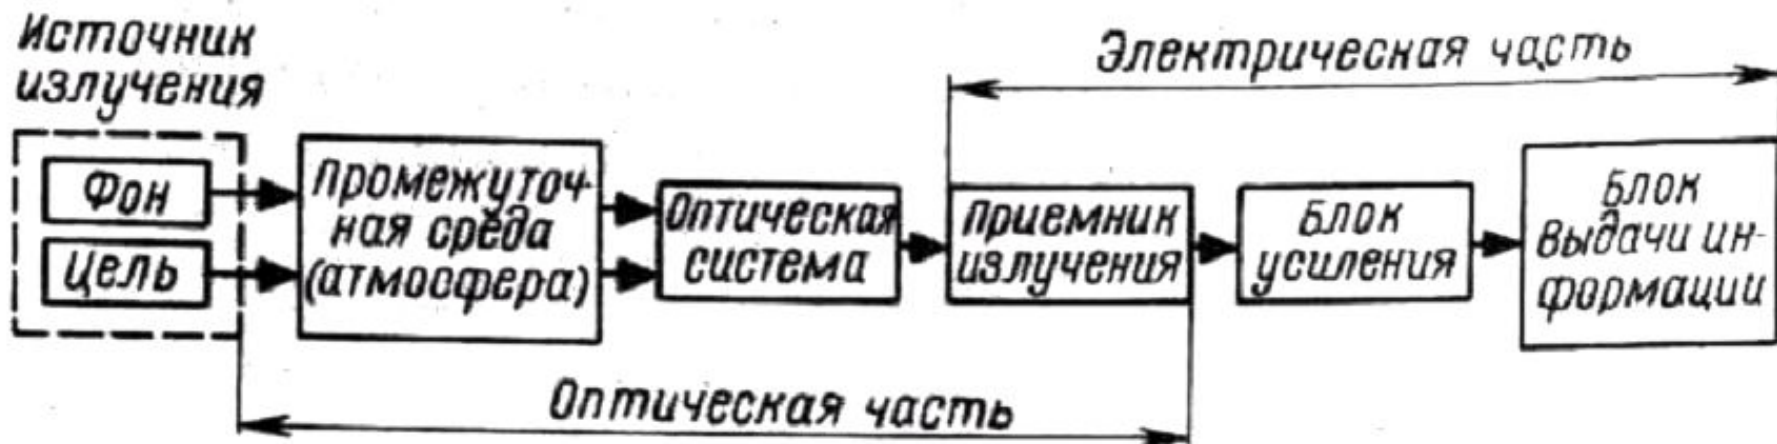 Источник
излучения
Электрическая часть
Фон
Цель
Промежуточ-
ная среда
(атмосфера)
Оптическая
система
Приемник
излучения
Блок
усиления
Блок
выдачи ин-
формации
Оптическая часть